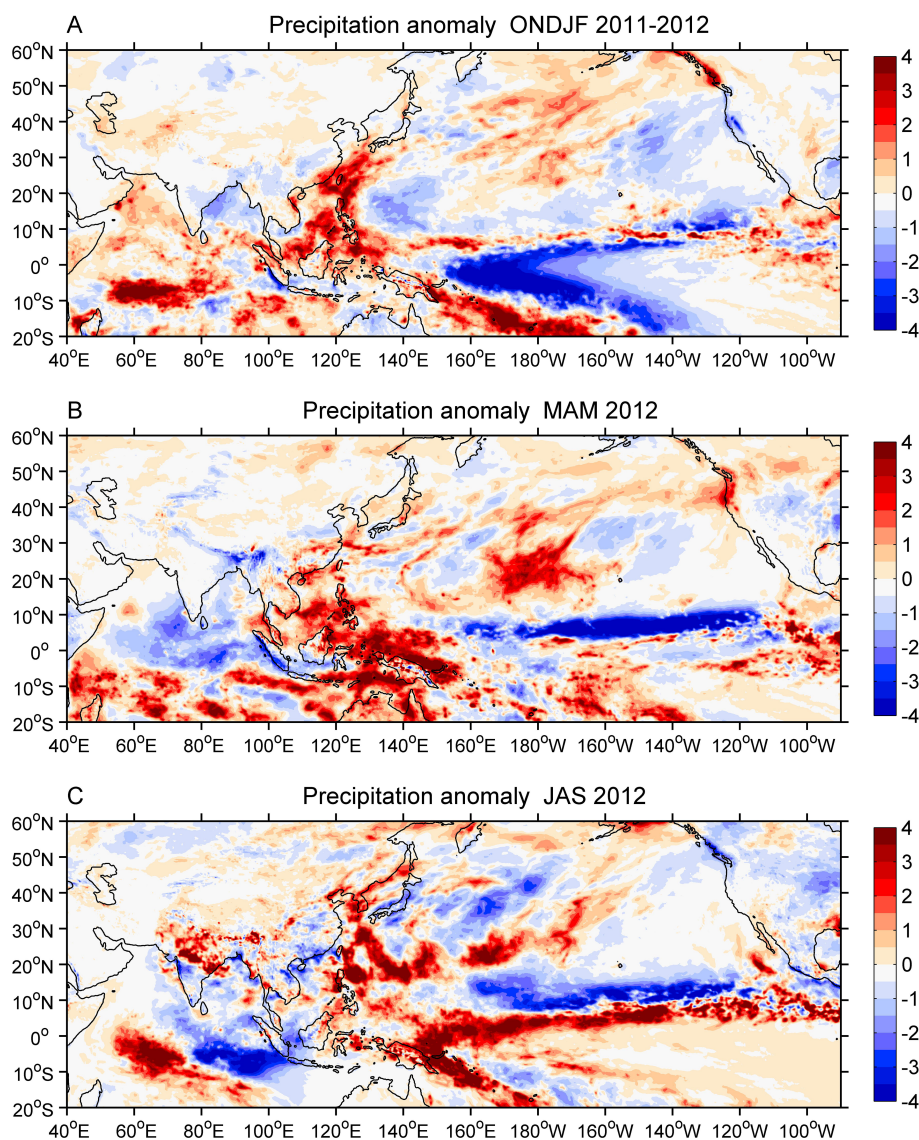 A Precipitation anomaly ONDJF 2011-2012
60°N
50°N
40°N
30°N
20°N
10°N
0°
10°S
20°S
40°E 60°E 80°E 100°E 120°E 140°E 160°E 180°W 160°W 140°W 120°W 100°W
4
3
2
1
0
-1
-2
-3
-4
B Precipitation anomaly MAM 2012
60°N
50°N
40°N
30°N
20°N
10°N
0°
10°S
20°S
40°E 60°E 80°E 100°E 120°E 140°E 160°E 180°W 160°W 140°W 120°W 100°W
4
3
2
1
0
-1
-2
-3
-4
C Precipitation anomaly JAS 2012
60°N
50°N
40°N
30°N
20°N
10°N
0°
10°S
20°S
40°E 60°E 80°E 100°E 120°E 140°E 160°E 180°W 160°W 140°W 120°W 100°W
4
3
2
1
0
-1
-2
-3
-4